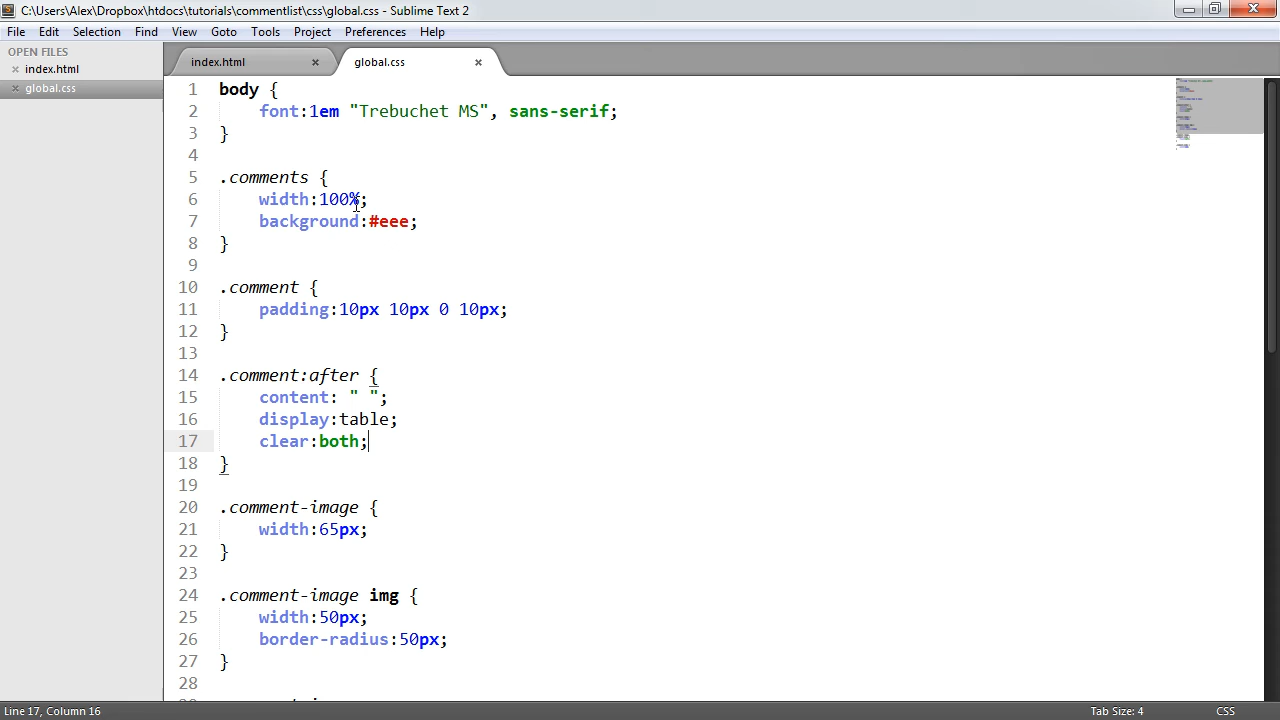 C:\Users\Alex\Dropbox\htdocs\tutorials\commentlist\css\global.css - Sublime Text 2
File Edit Selection Find View Goto Tools Project Preferences Help
OPEN FILES
index.html
global.css
index.html global.css
1 body {
2 font:1em "Trebuchet MS", sans-serif;
3 }
4
5 .comments {
6 width:100%;
7 background:#eee;
8 }
9
10 .comment {
11 padding:10px 10px 0 10px;
12 }
13
14 .comment:after {
15 content: " ";
16 display:table;
17 clear:both;
18 }
19
20 .comment-image {
21 width:65px;
22 }
23
24 .comment-image img {
25 width:50px;
26 border-radius:50px;
27 }
28
Line 17, Column 16 Tab Size: 4 CSS